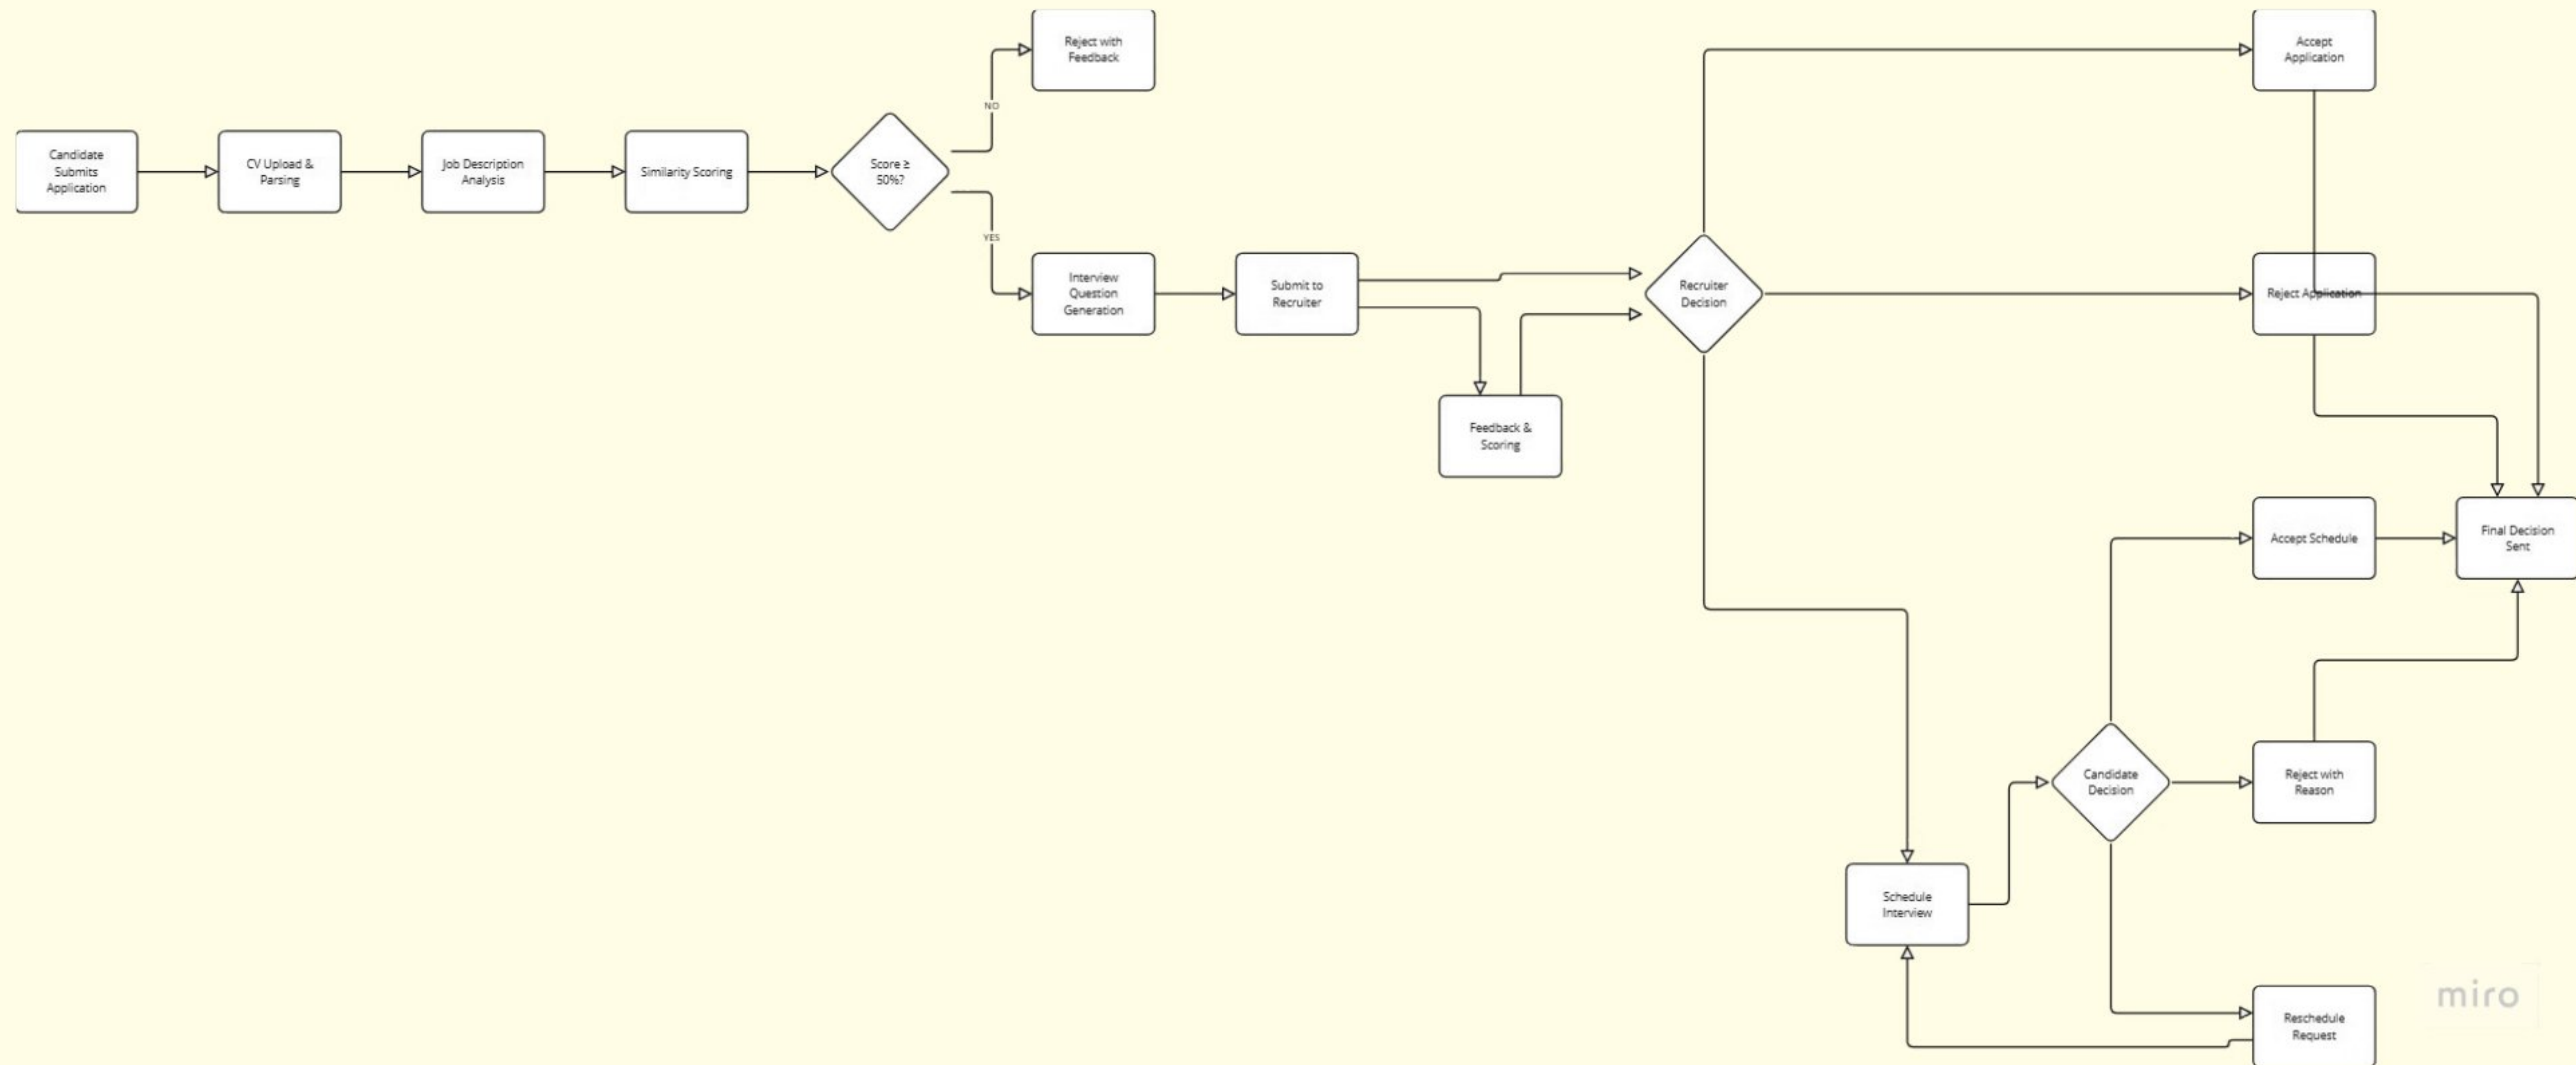 Candidate
Submits
Application
CV Upload &
Parsing
Job Description
Analysis
Similarity Scoring
Score ≥
50%?
NO
Reject with
Feedback
YES
Interview
Question
Generation
Submit to
Recruiter
Feedback &
Scoring
Recruiter
Decision
Accept
Application
Reject Application
Schedule
Interview
Candidate
Decision
Accept Schedule
Reject with
Reason
Reschedule
Request
Final Decision
Sent
miro